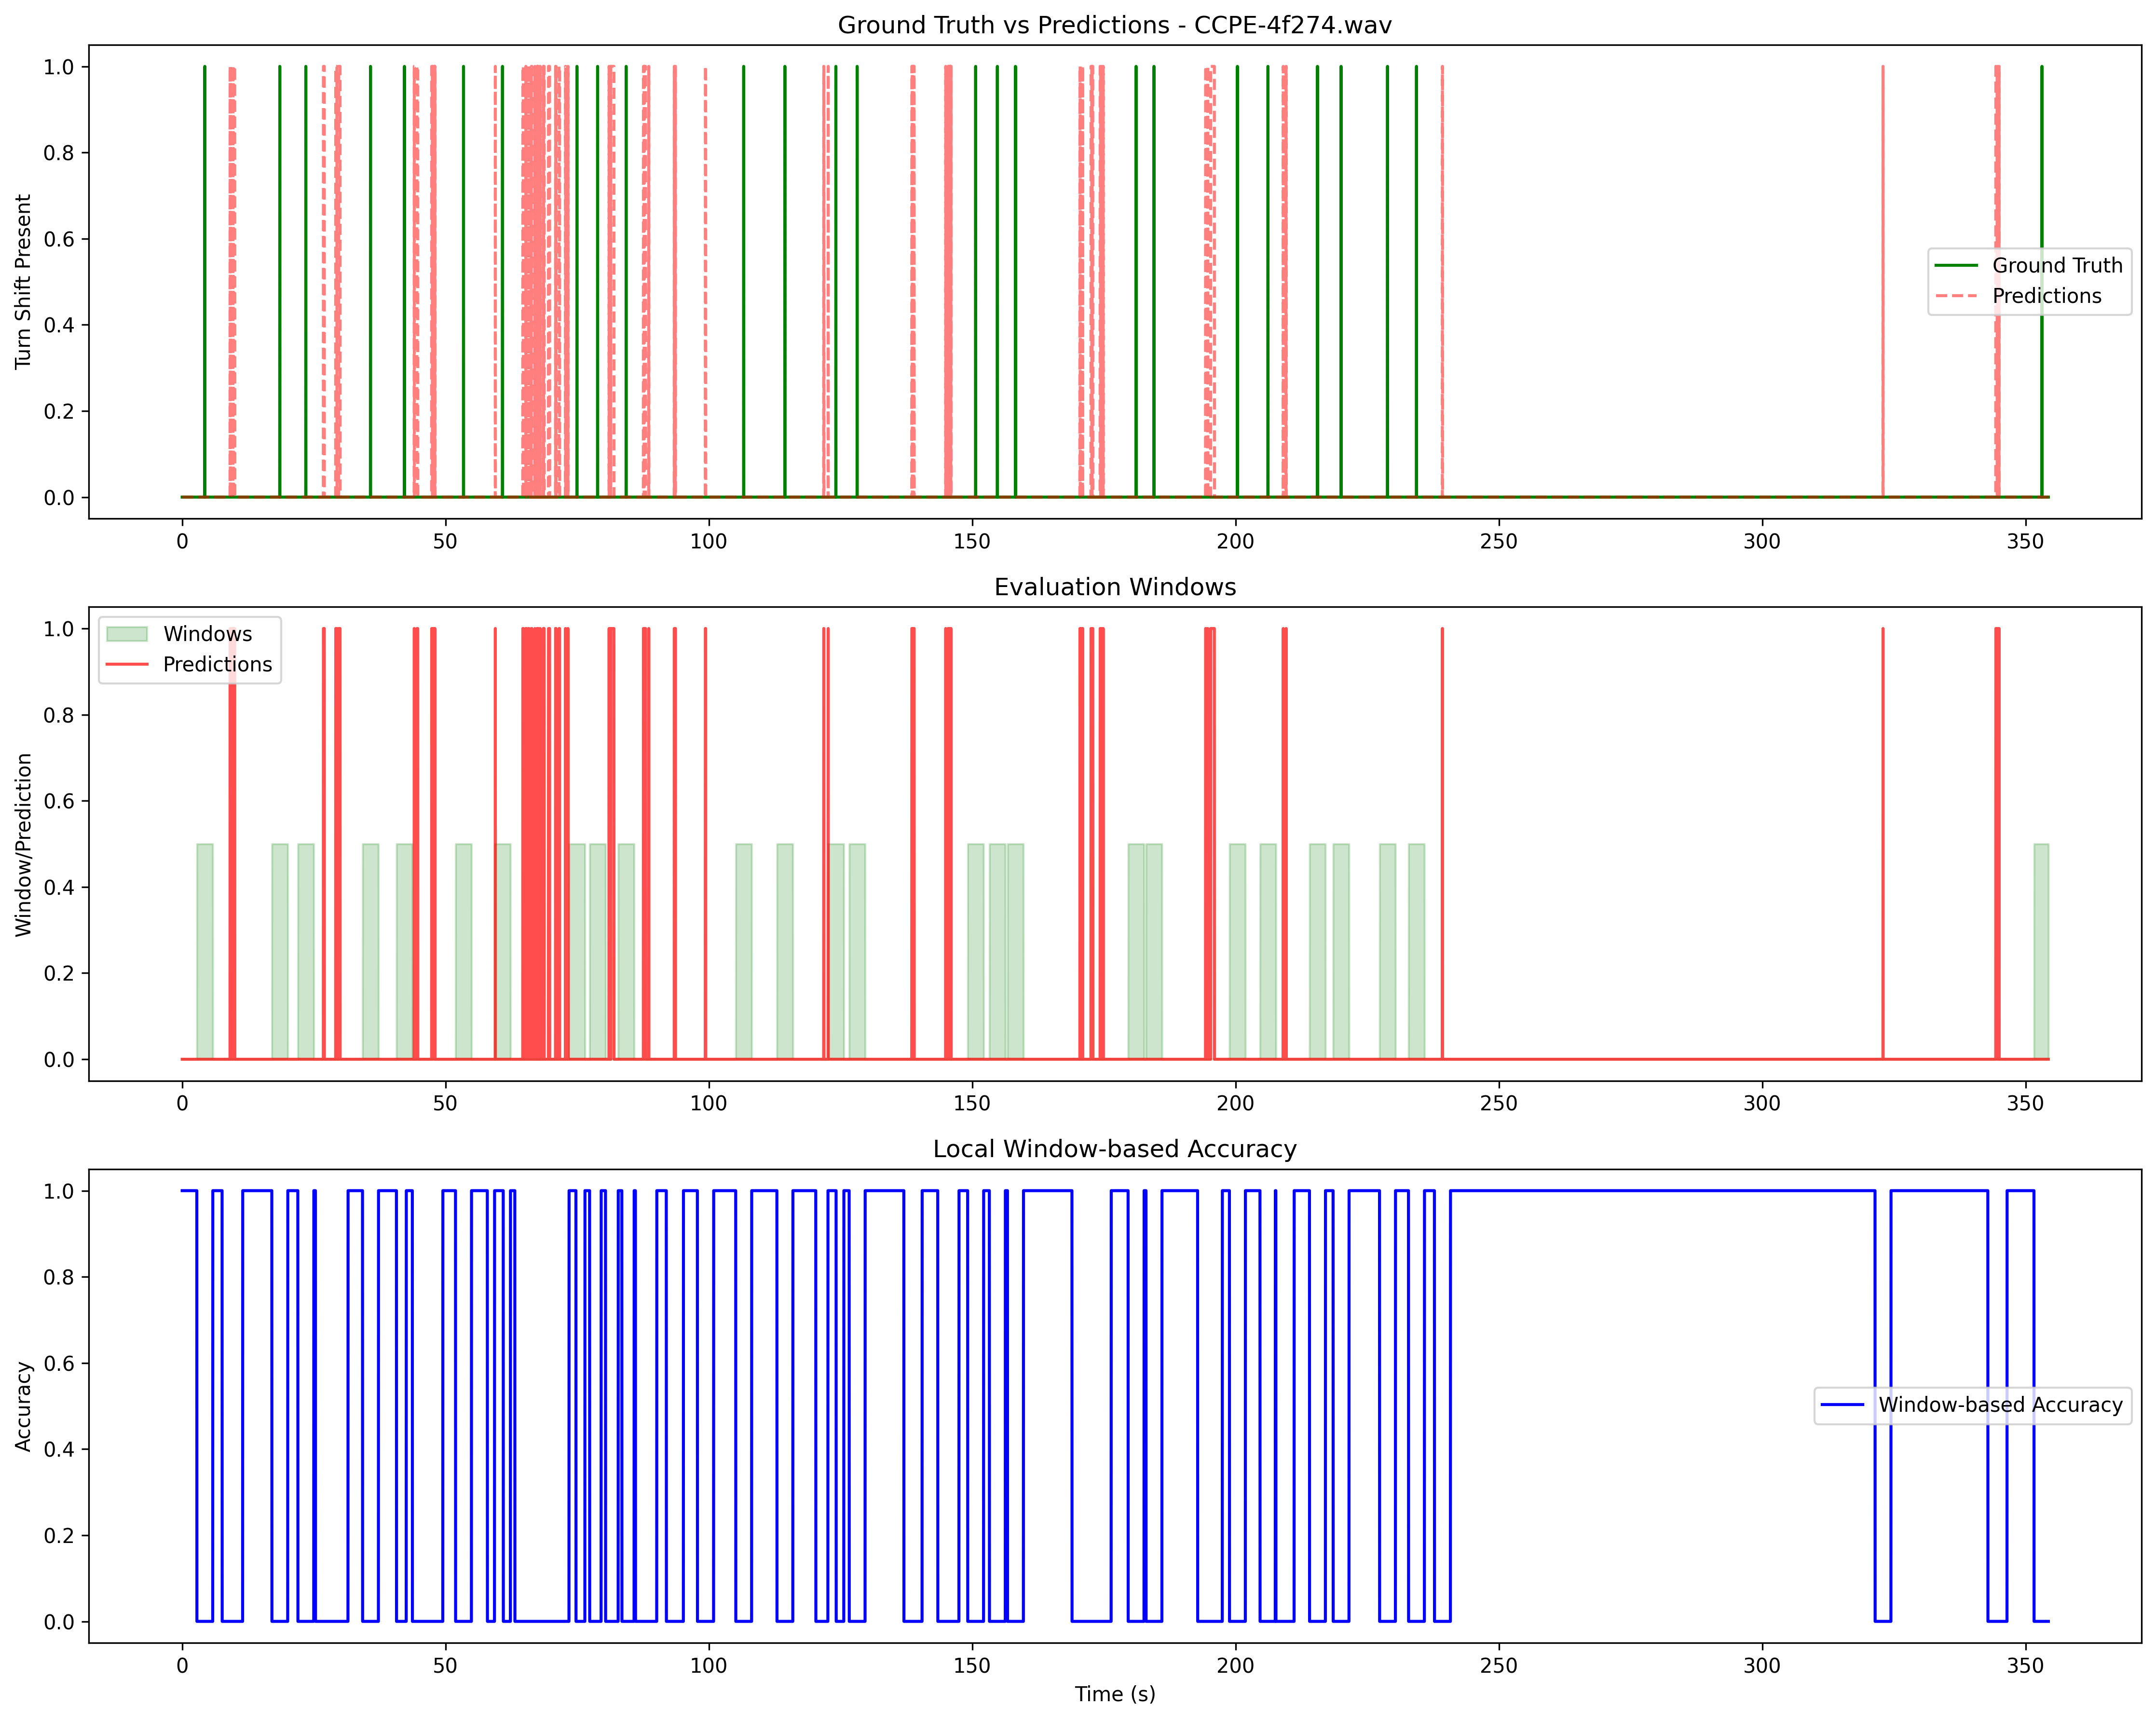 Ground Truth vs Predictions - CCPE-4f274.wav
Turn Shift Present
1.0
0.8
0.6
0.4
0.2
0.0
Ground Truth
Predictions
0 50 100 150 200 250 300 350
Evaluation Windows
Window/Prediction
1.0
0.8
0.6
0.4
0.2
0.0
Windows
Predictions
0 50 100 150 200 250 300 350
Local Window-based Accuracy
Accuracy
1.0
0.8
0.6
0.4
0.2
0.0
Window-based Accuracy
0 50 100 150 200 250 300 350
Time (s)